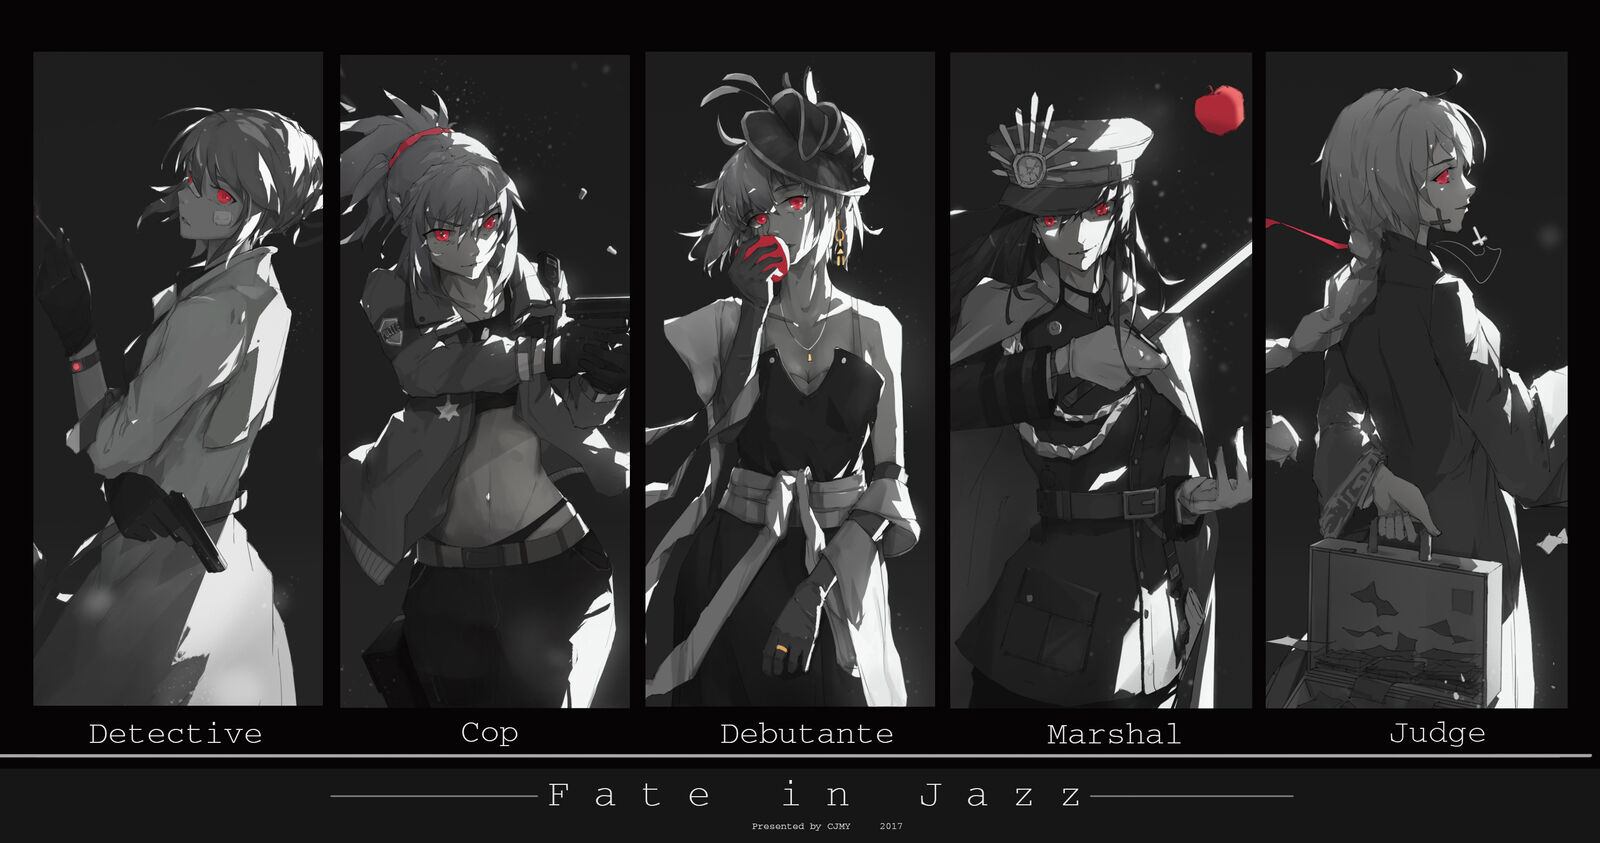 Detective
Cop
Debutante
Marshal
Judge
Fate in Jazz
Presented by CJMY 2017